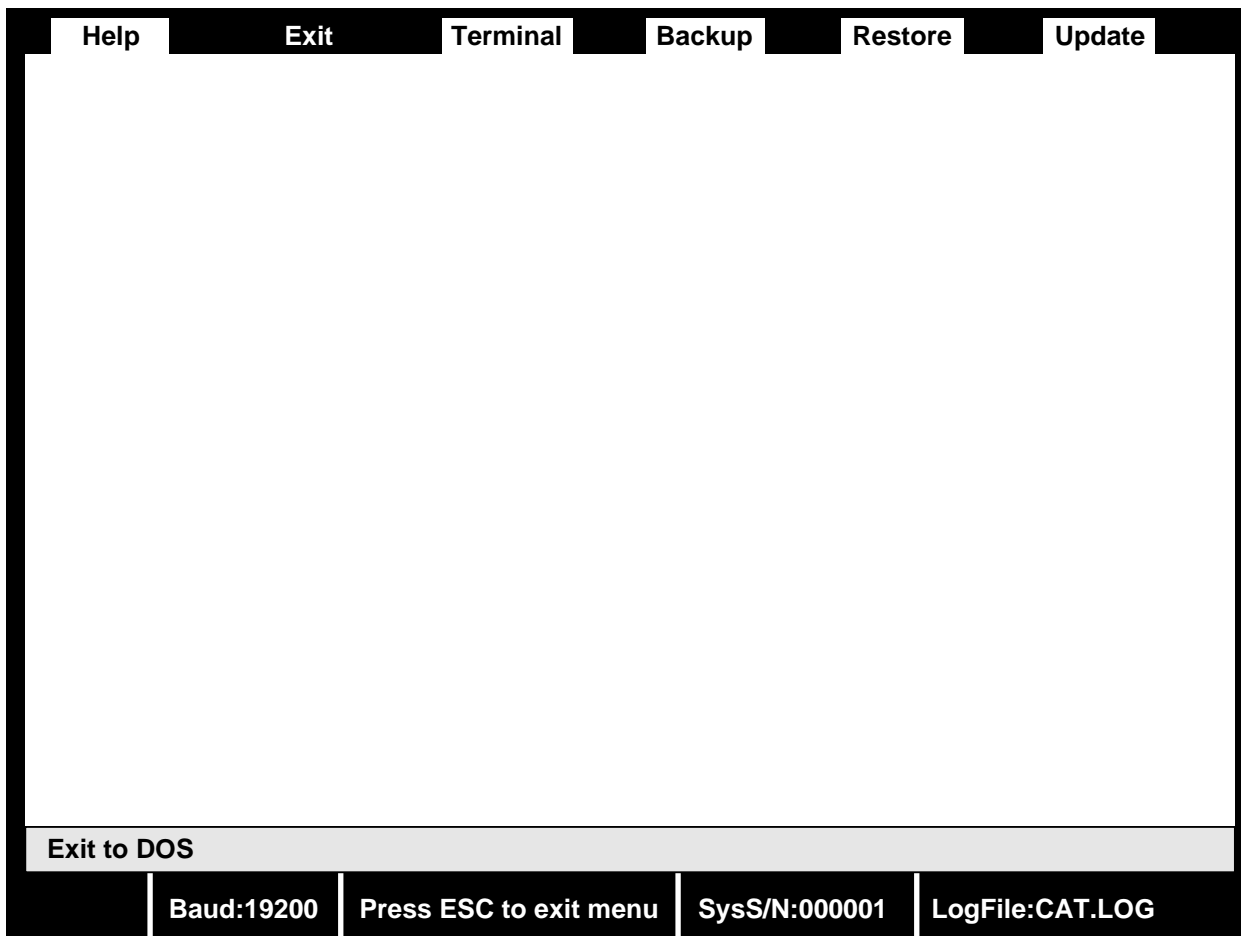 Help Exit Terminal Backup Restore Update
Exit to DOS
Baud:19200 Press ESC to exit menu SysS/N:000001 LogFile:CAT.LOG